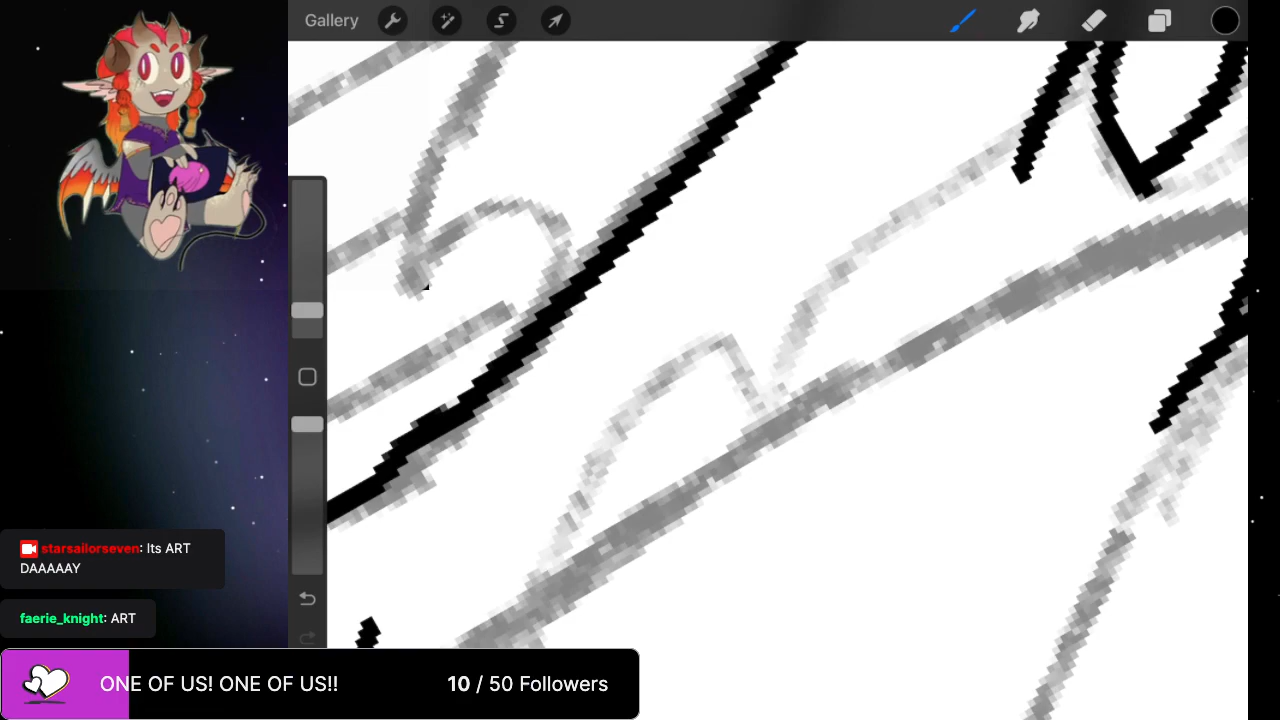 Gallery
starsailorseven: Its ART
DAAAAAY
faerie_knight: ART
ONE OF US! ONE OF US!! 10 / 50 Followers